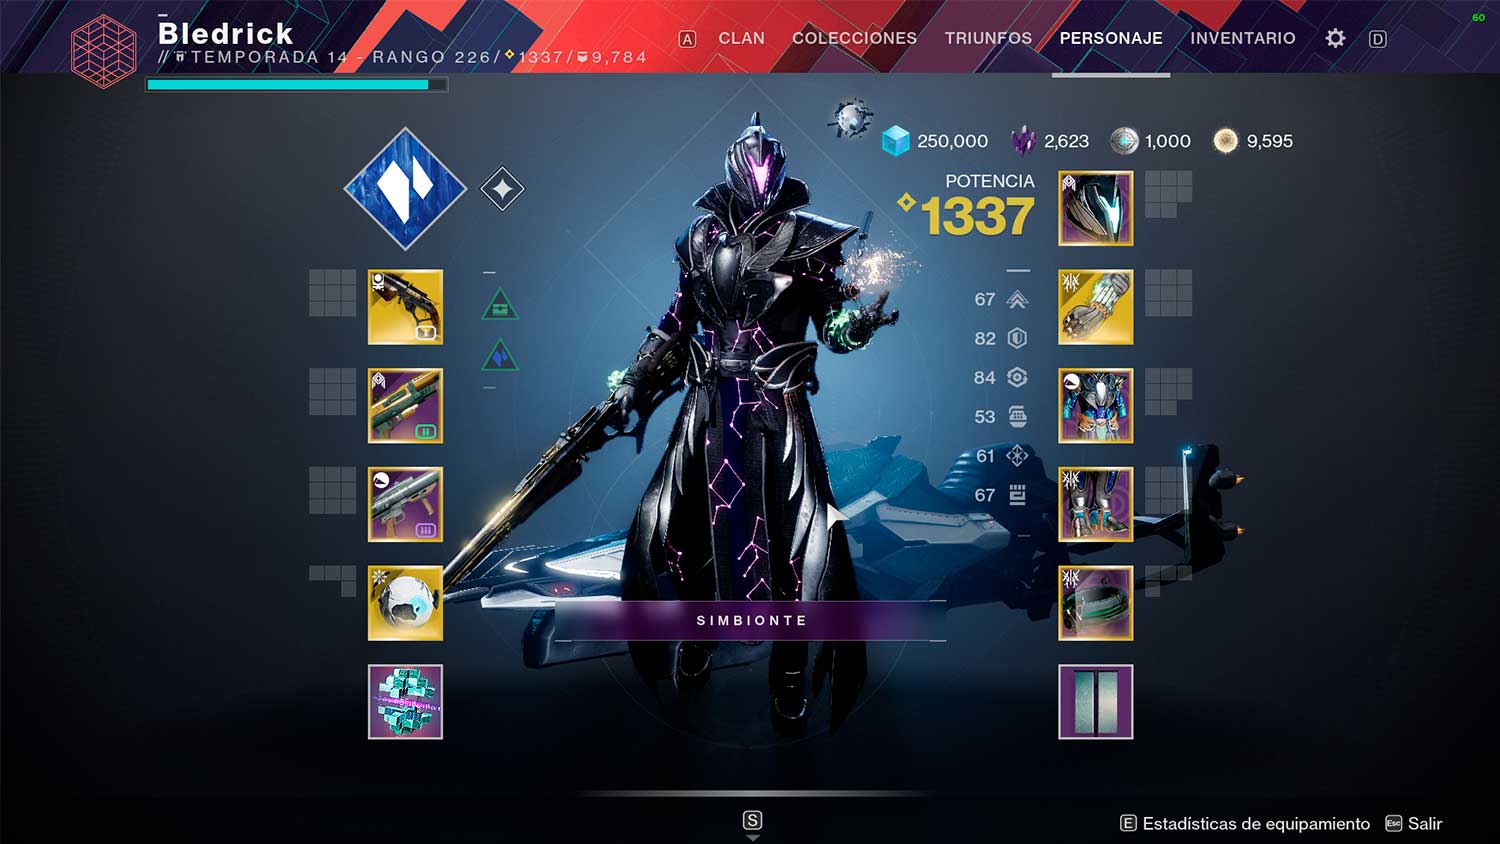 Bledrick
// TEMPORADA 14 - RANGO 226/1337/9,784
A CLAN COLECCIONES TRIUNFOS PERSONAJE INVENTARIO D
60
250,000 2,623 1,000 9,595
POTENCIA
1337
67
82
84
53
61
67
SIMBIONTE
S
E Estadísticas de equipamiento Esc Salir